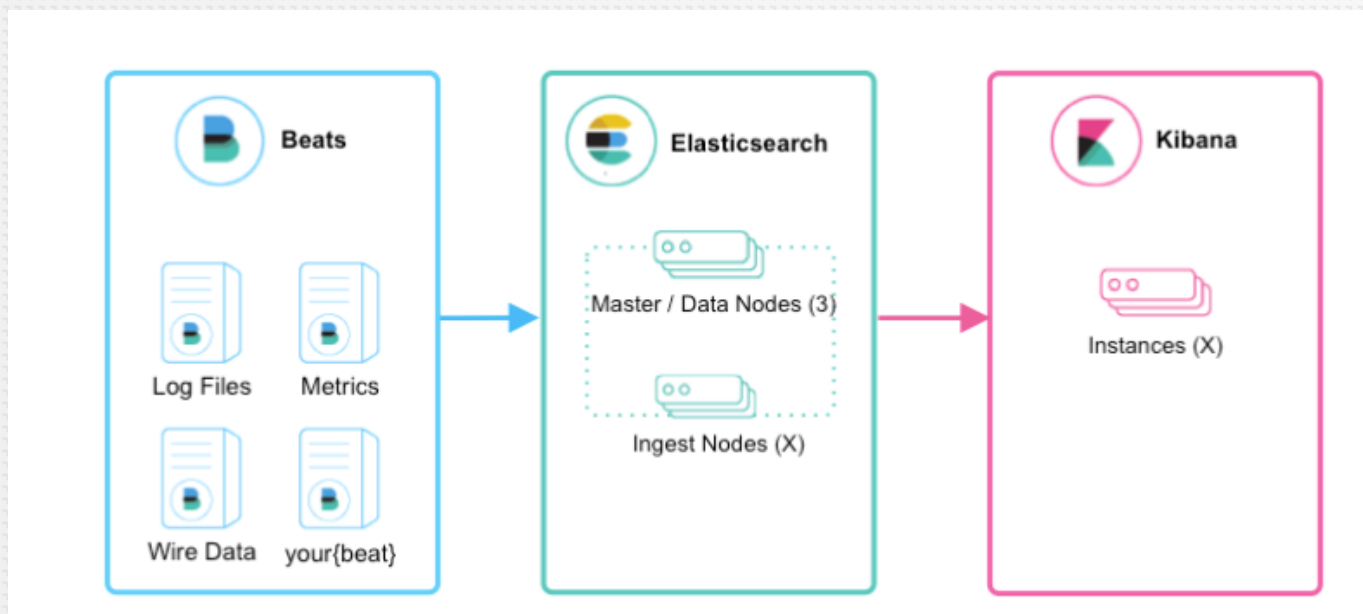 Beats
Log Files
Metrics
Wire Data
your{beat}
Elasticsearch
Master / Data Nodes (3)
Ingest Nodes (X)
Kibana
Instances (X)